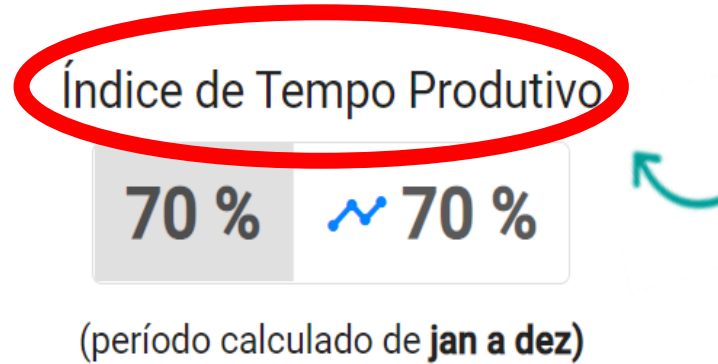 Índice de Tempo Produtivo
70 % 70 %
(período calculado de jan a dez)